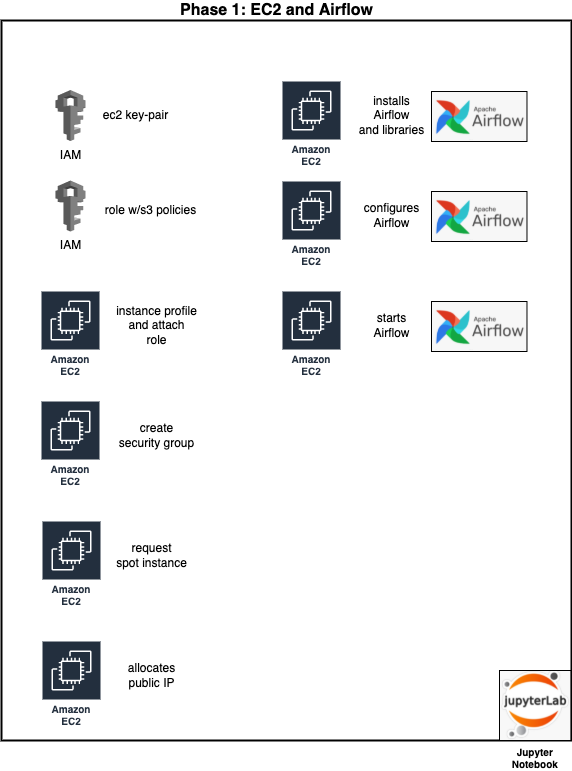 Phase 1: EC2 and Airflow
ec2 key-pair
IAM
role w/s3 policies
IAM
instance profile
and attach
role
Amazon
EC2
create
security group
Amazon
EC2
request
spot instance
Amazon
EC2
allocates
public IP
Amazon
EC2
installs
Airflow
and libraries
Amazon
EC2
Apache
Airflow
configures
Airflow
Amazon
EC2
Apache
Airflow
starts
Airflow
Amazon
EC2
Apache
Airflow
jupyterLab
Jupyter
Notebook